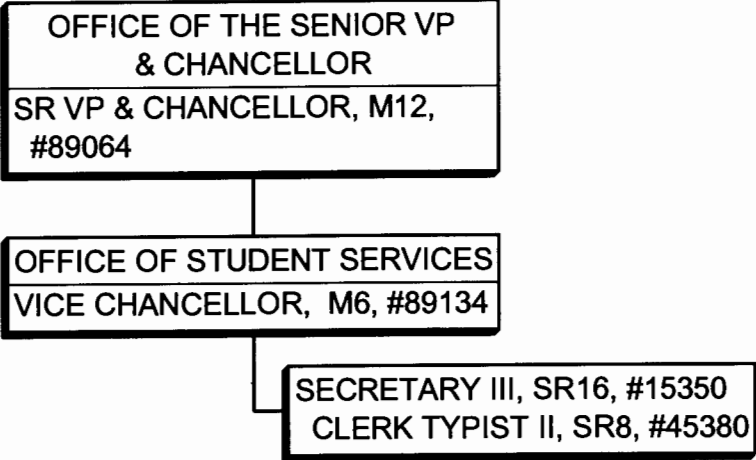 OFFICE OF THE SENIOR VP
& CHANCELLOR
SR VP & CHANCELLOR, M12,
#89064
OFFICE OF STUDENT SERVICES
VICE CHANCELLOR, M6, #89134
SECRETARY III, SR16, #15350
CLERK TYPIST II, SR8, #45380